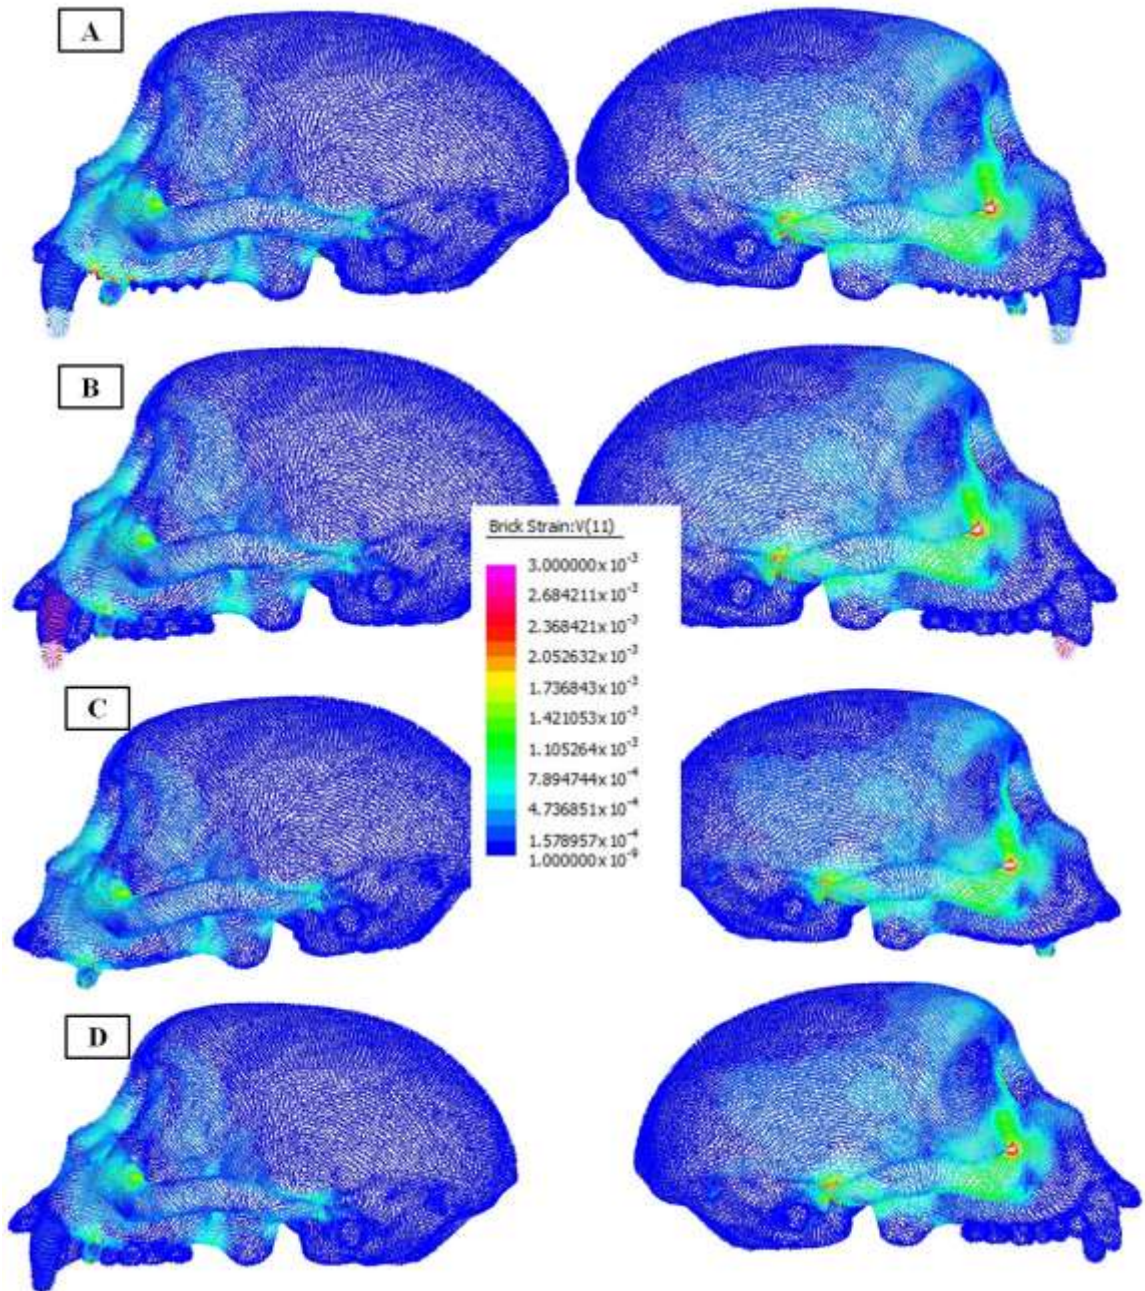 A
B
Brick Strain:V(11)
3.000000x10⁻³
2.684211x10⁻³
2.368421x10⁻³
2.052632x10⁻³
1.736843x10⁻³
1.421053x10⁻³
1.105264x10⁻³
7.894744x10⁻⁴
4.736851x10⁻⁴
1.578957x10⁻⁴
1.000000x10⁻⁹
C
D